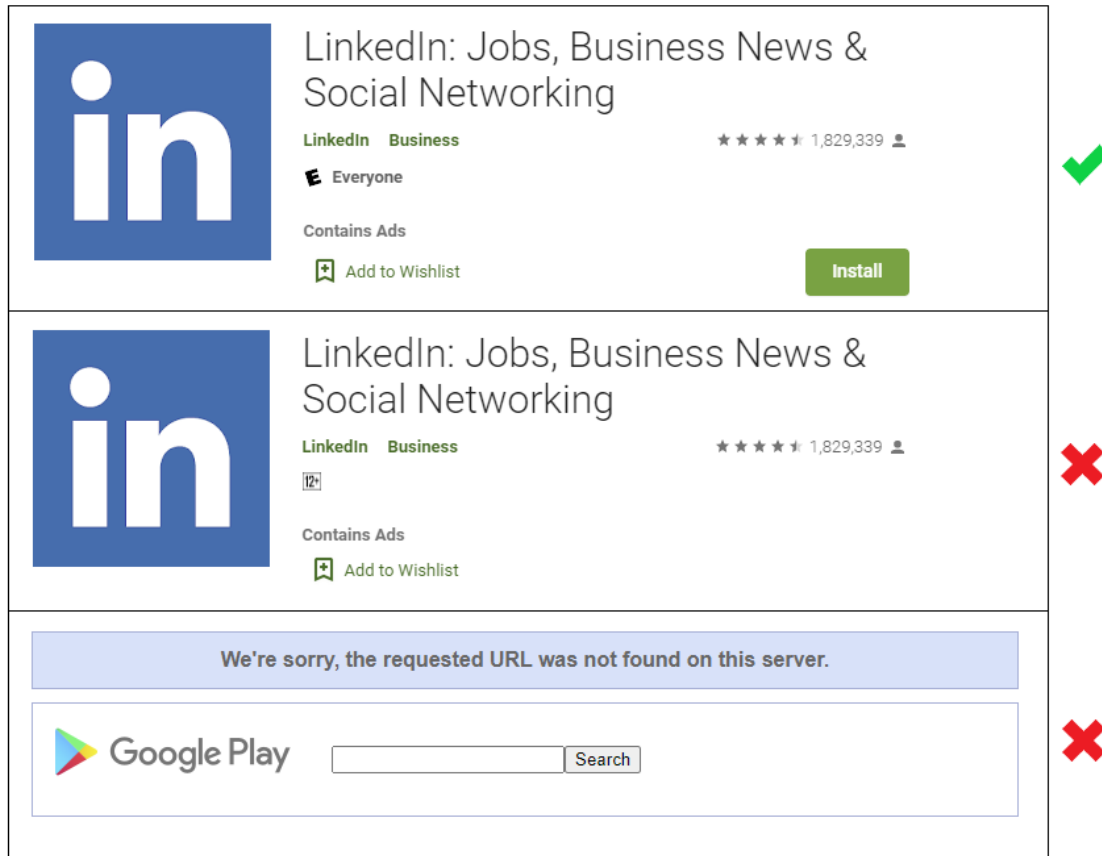 in
LinkedIn: Jobs, Business News &
Social Networking
LinkedIn Business
1,829,339
E Everyone
Contains Ads
Add to Wishlist
Install
in
LinkedIn: Jobs, Business News &
Social Networking
LinkedIn Business
1,829,339
12+
Contains Ads
Add to Wishlist
We're sorry, the requested URL was not found on this server.
Google Play
Search